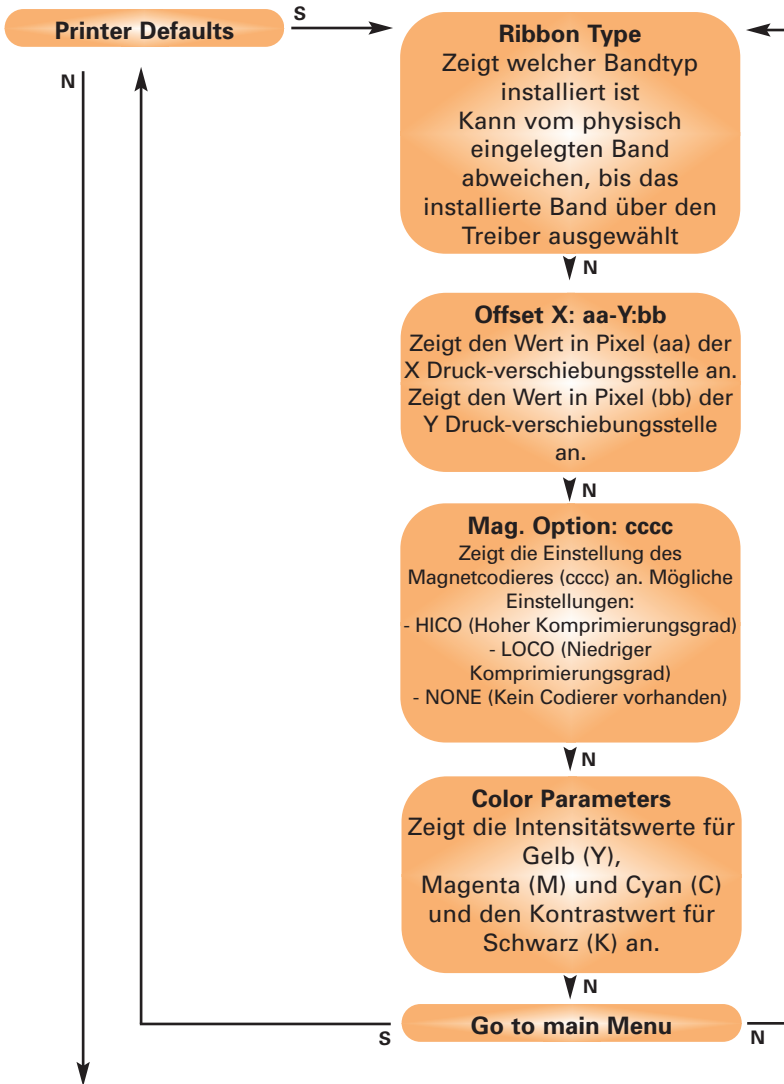 Printer Defaults
S
N
Ribbon Type
Zeigt welcher Bandtyp
installiert ist
Kann vom physisch
eingelegten Band
abweichen, bis das
installierte Band über den
Treiber ausgewählt
N
Offset X: aa-Y:bb
Zeigt den Wert in Pixel (aa) der
X Druck-verschiebungsstelle an.
Zeigt den Wert in Pixel (bb) der
Y Druck-verschiebungsstelle
an.
N
Mag. Option: cccc
Zeigt die Einstellung des
Magnetcodieres (cccc) an. Mögliche
Einstellungen:
- HICO (Hoher Komprimierungsgrad)
- LOCO (Niedriger
Komprimierungsgrad)
- NONE (Kein Codierer vorhanden)
N
Color Parameters
Zeigt die Intensitätswerte für
Gelb (Y),
Magenta (M) und Cyan (C)
und den Kontrastwert für
Schwarz (K) an.
N
S
Go to main Menu
N